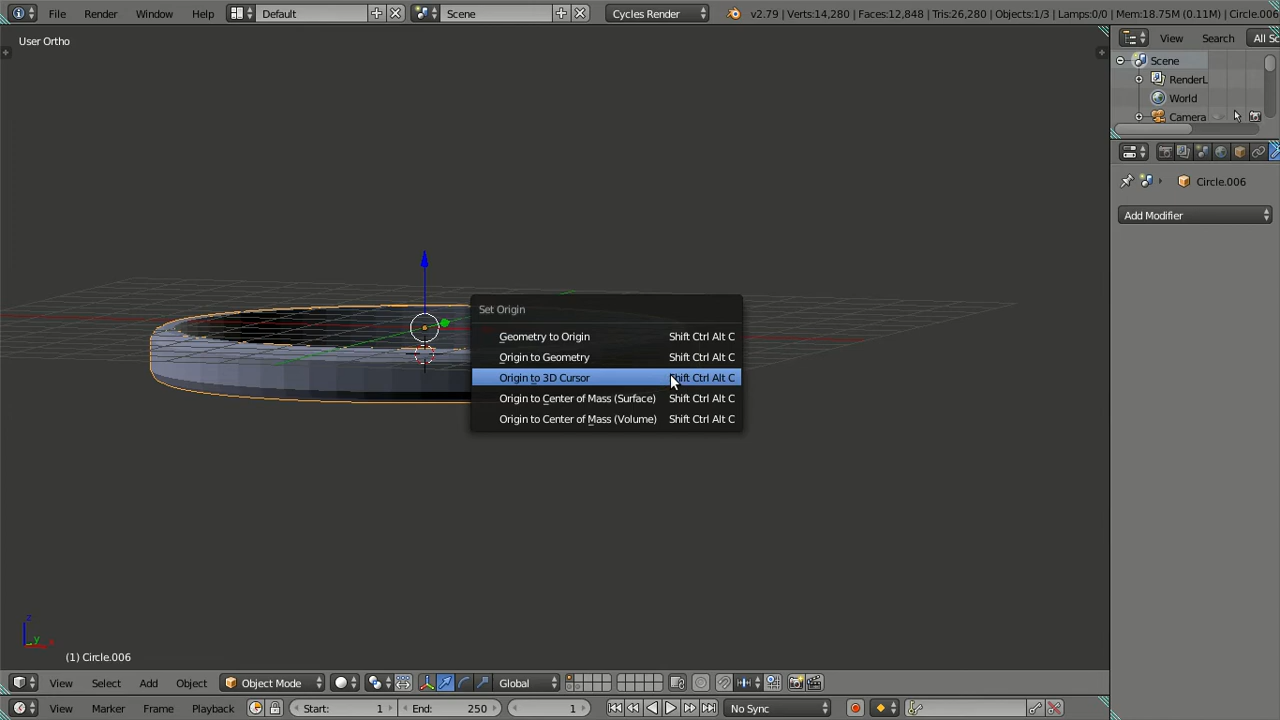 File Render Window Help Default Scene Cycles Render v2.79 | Verts:14,280 | Faces:12,848 | Tris:26,280 | Objects:1/3 | Lamps:0/0 | Mem:18.75M (0.11M) | Circle.006
User Ortho
View Search All Sc
Scene
RenderL
World
Camera
Circle.006
Add Modifier
Set Origin
Geometry to Origin Shift Ctrl Alt C
Origin to Geometry Shift Ctrl Alt C
Origin to 3D Cursor Shift Ctrl Alt C
Origin to Center of Mass (Surface) Shift Ctrl Alt C
Origin to Center of Mass (Volume) Shift Ctrl Alt C
z
y
x
(1) Circle.006
View Select Add Object Object Mode Global
View Marker Frame Playback Start: 1 End: 250 1 No Sync